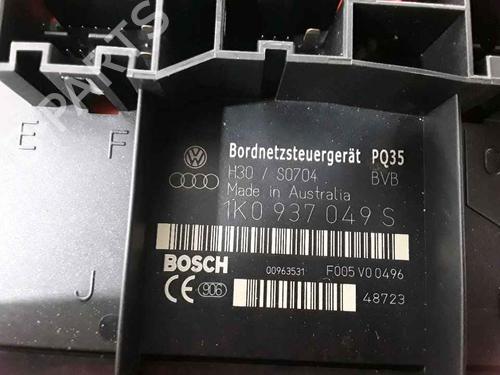 PARTS
E F
J
Bordnetzsteuergerät PQ35
H30 / S0704 BVB
Made in Australia
1K0 937 049 S
BOSCH 00963531 F005 V0 0496
CE 906 48723